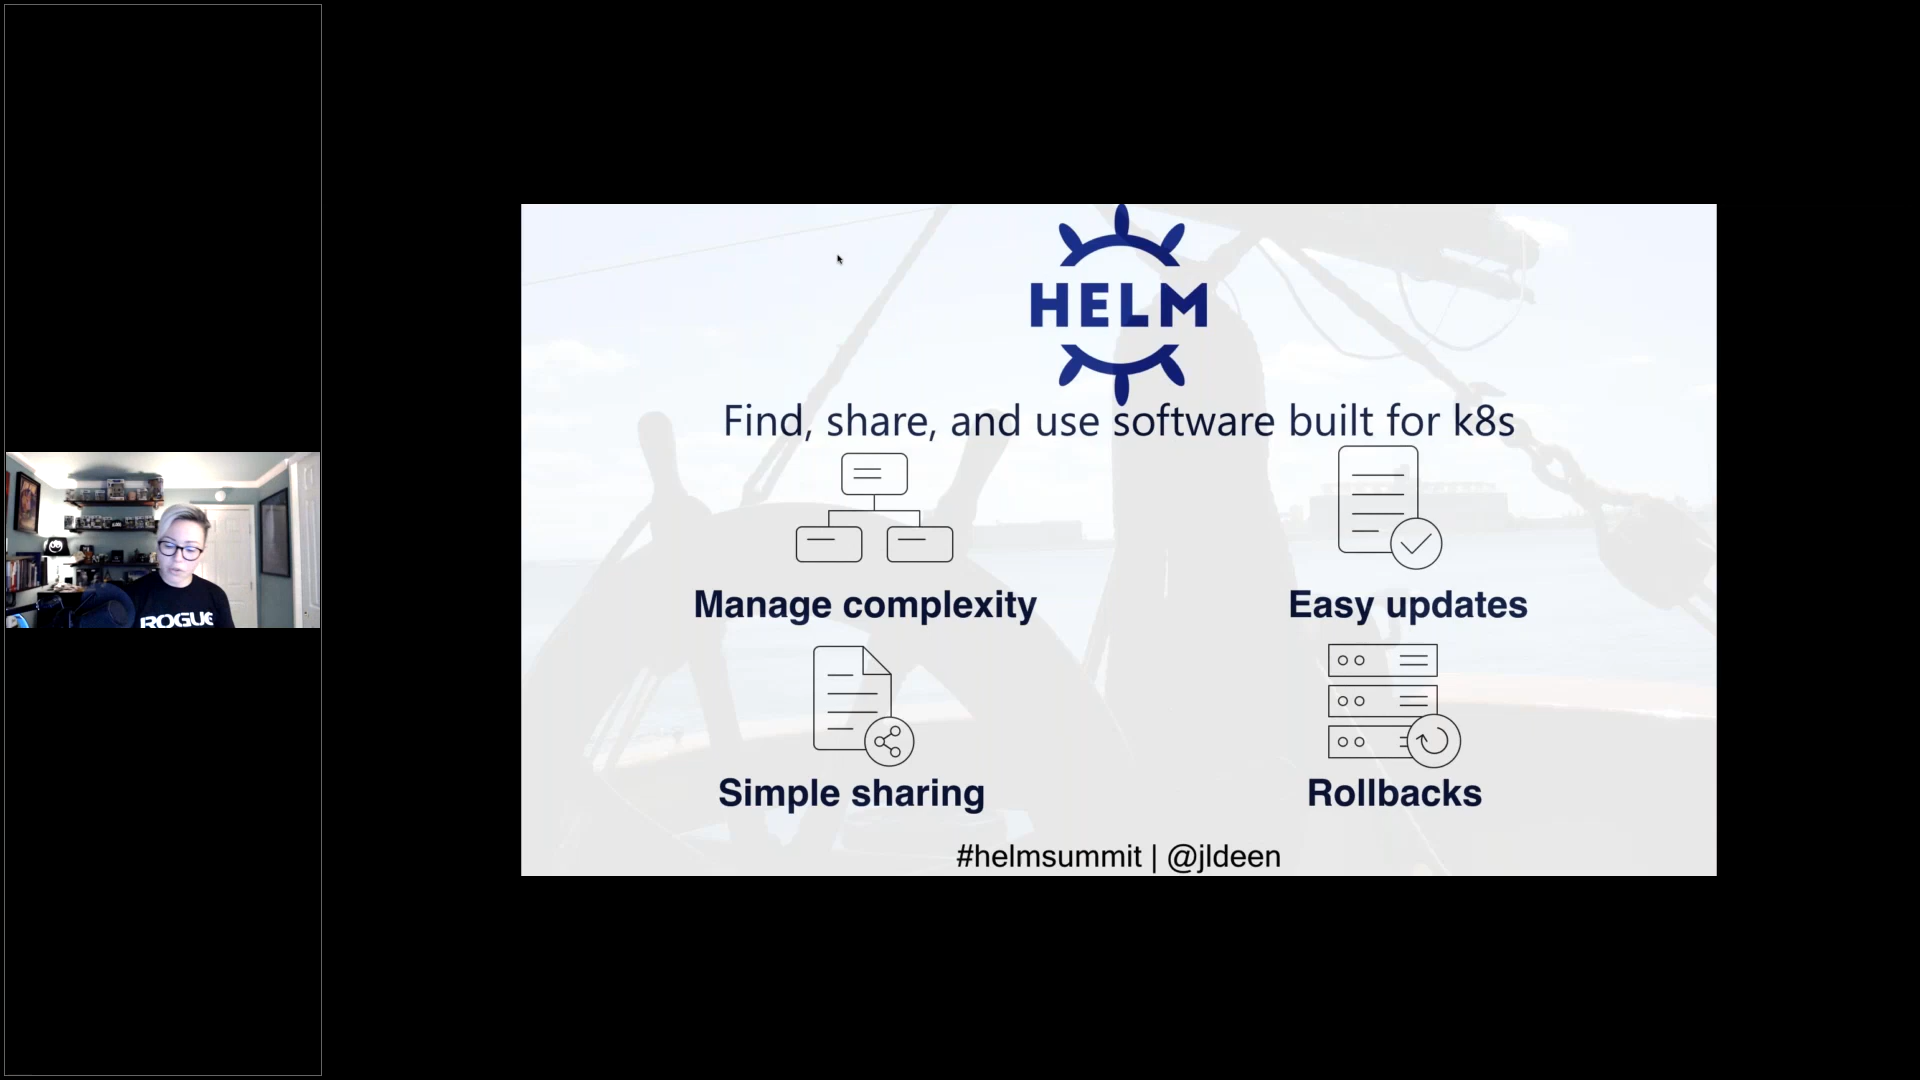 HELM
Find, share, and use software built for k8s
Manage complexity
Easy updates
Simple sharing
Rollbacks
#helmsummit | @jldeen
ROGUE